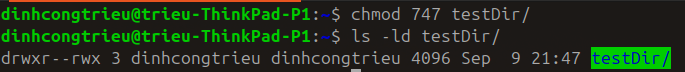 dinhcongtrieu@trieu-ThinkPad-P1:~$ chmod 747 testDir/
dinhcongtrieu@trieu-ThinkPad-P1:~$ ls -ld testDir/
drwxr--rwx 3 dinhcongtrieu dinhcongtrieu 4096 Sep  9 21:47 testDir/